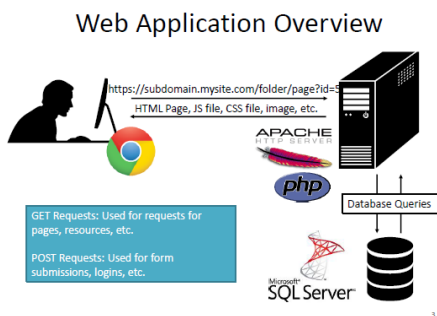 Web Application Overview
https://subdomain.mysite.com/folder/page?id=5
HTML Page, JS file, CSS file, image, etc.
APACHE
HTTP SERVER
php
Database Queries
GET Requests: Used for requests for
pages, resources, etc.
POST Requests: Used for form
submissions, logins, etc.
Microsoft®
SQL Server®
3